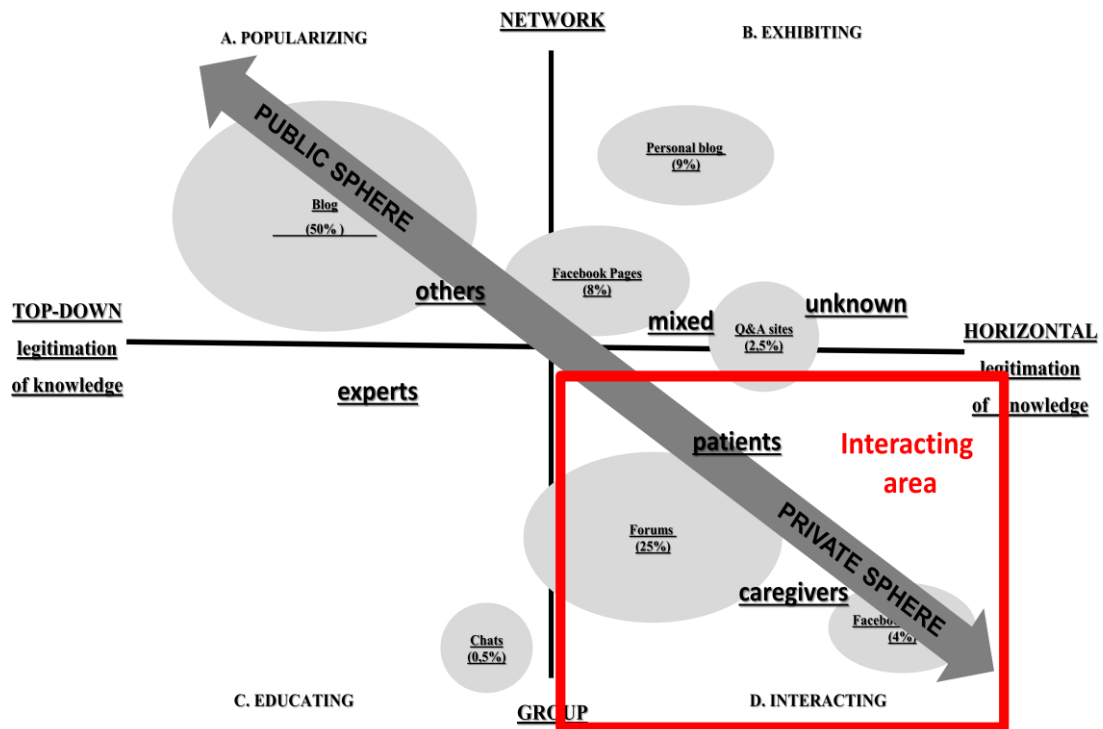 NETWORK
A. POPULARIZING
B. EXHIBITING
PUBLIC SPHERE
Personal blog
(9%)
Blog
(50% )
Facebook Pages
(8%)
others
mixed
unknown
Q&A sites
(2,5%)
TOP-DOWN
legitimation
of knowledge
HORIZONTAL
legitimation
of knowledge
experts
patients
Interacting
area
Forums
(25%)
PRIVATE SPHERE
caregivers
(4%)
Chats
(0,5%)
C. EDUCATING
D. INTERACTING
GROUP